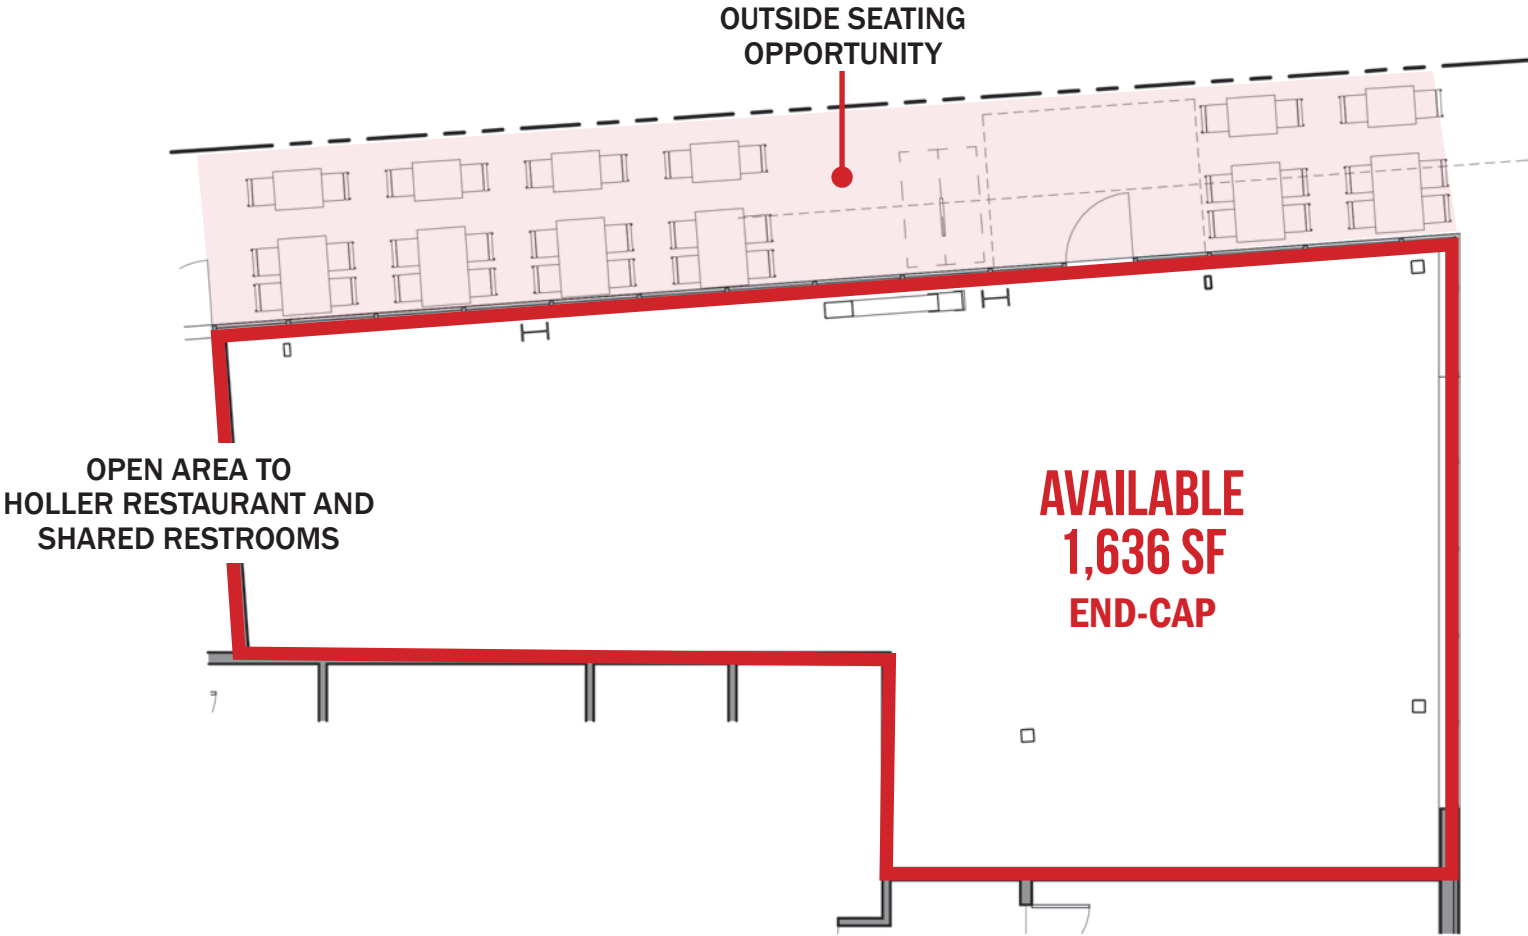 OUTSIDE SEATING
OPPORTUNITY
OPEN AREA TO
HOLLER RESTAURANT AND
SHARED RESTROOMS
AVAILABLE
1,636 SF
END-CAP